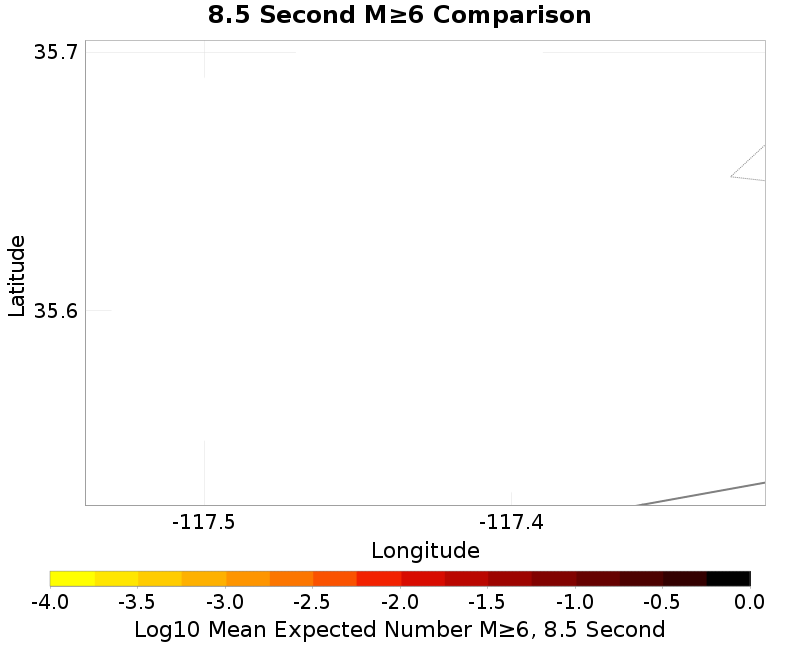 8.5 Second M≥6 Comparison
35.7
35.6
Latitude
-117.5 -117.4
Longitude
-4.0 -3.5 -3.0 -2.5 -2.0 -1.5 -1.0 -0.5 0.0
Log10 Mean Expected Number M≥6, 8.5 Second